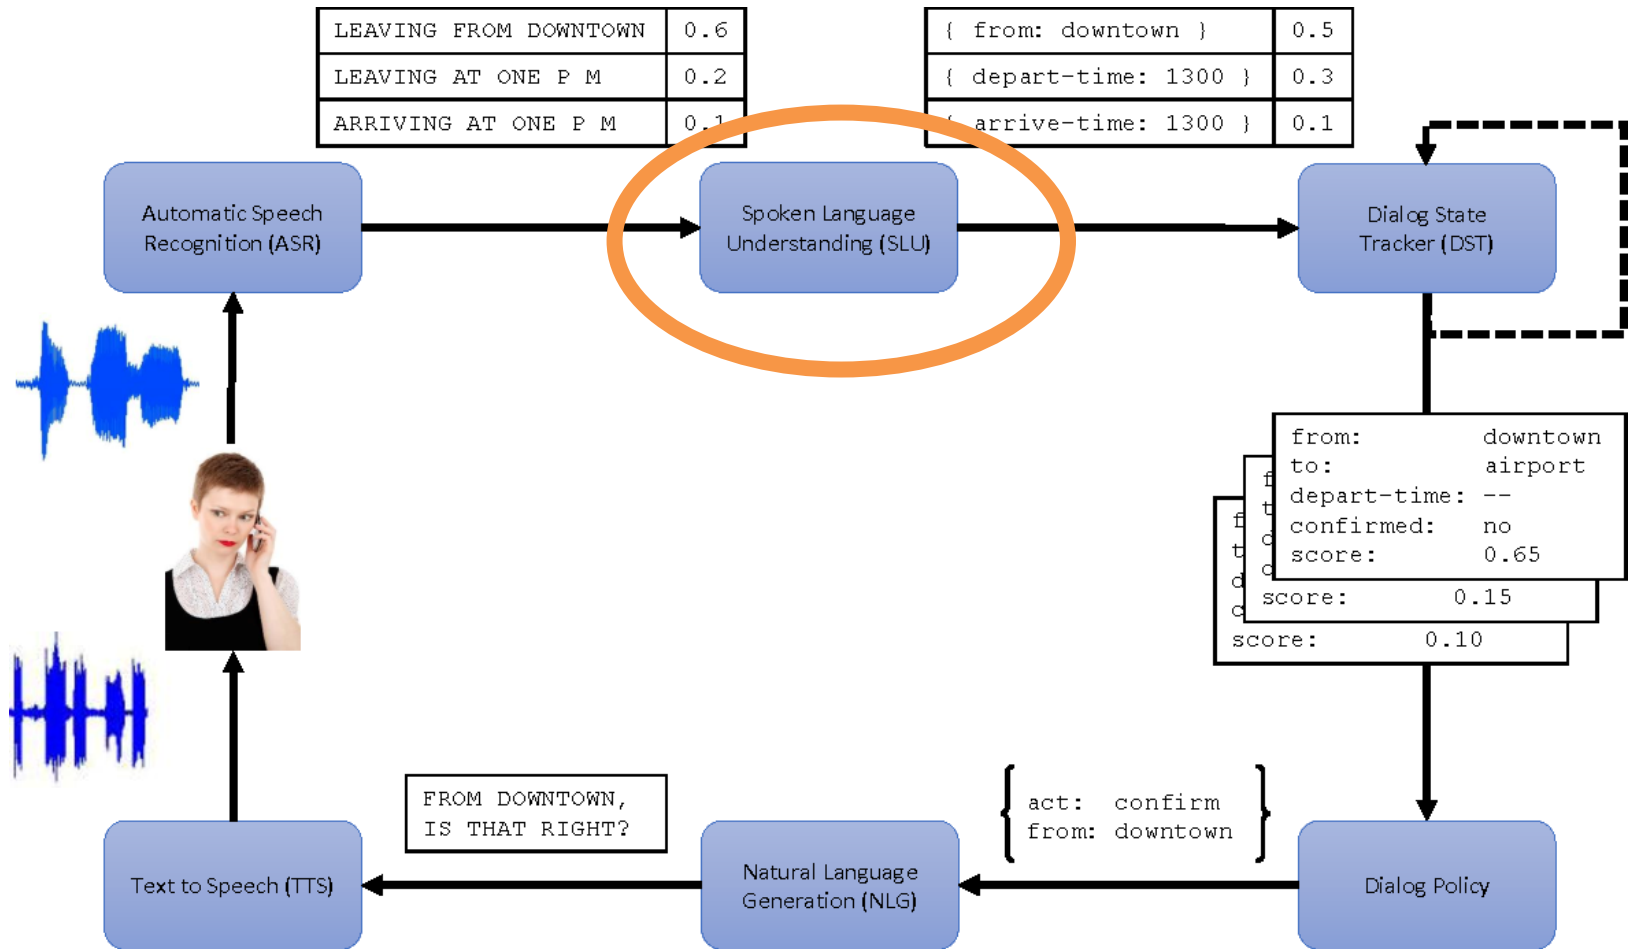 LEAVING FROM DOWNTOWN 0.6
LEAVING AT ONE P M 0.2
ARRIVING AT ONE P M 0.1
{ from: downtown } 0.5
{ depart-time: 1300 } 0.3
{ arrive-time: 1300 } 0.1
Automatic Speech
Recognition (ASR)
Spoken Language
Understanding (SLU)
Dialog State
Tracker (DST)
from: downtown
to: airport
depart-time: --
confirmed: no
score: 0.65
f
t
d
c
score: 0.15
f
t
d
c
score: 0.10
{ act: confirm
from: downtown }
FROM DOWNTOWN,
IS THAT RIGHT?
Text to Speech (TTS)
Natural Language
Generation (NLG)
Dialog Policy